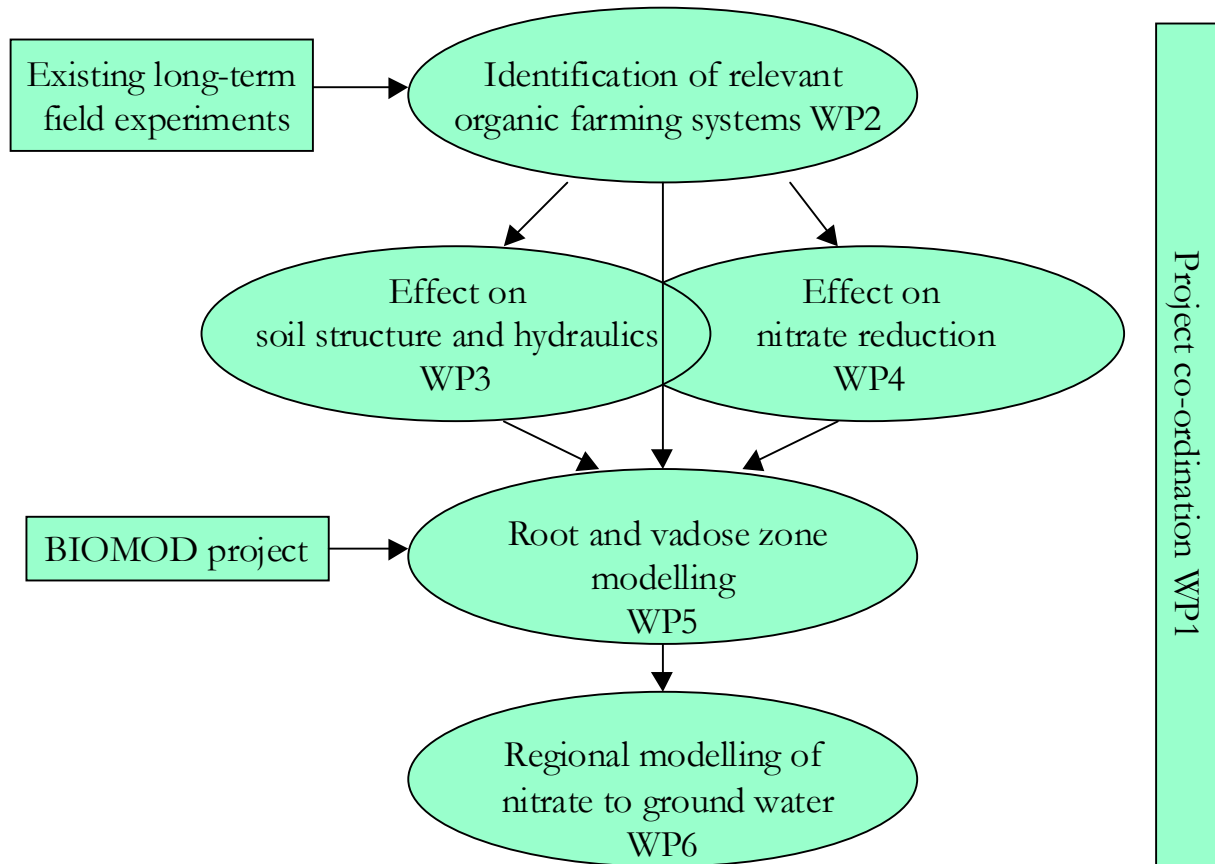 Existing long-term
field experiments
Identification of relevant
organic farming systems WP2
Effect on
soil structure and hydraulics
WP3
Effect on
nitrate reduction
WP4
BIOMOD project
Root and vadose zone
modelling
WP5
Regional modelling of
nitrate to ground water
WP6
Project co-ordination WP1